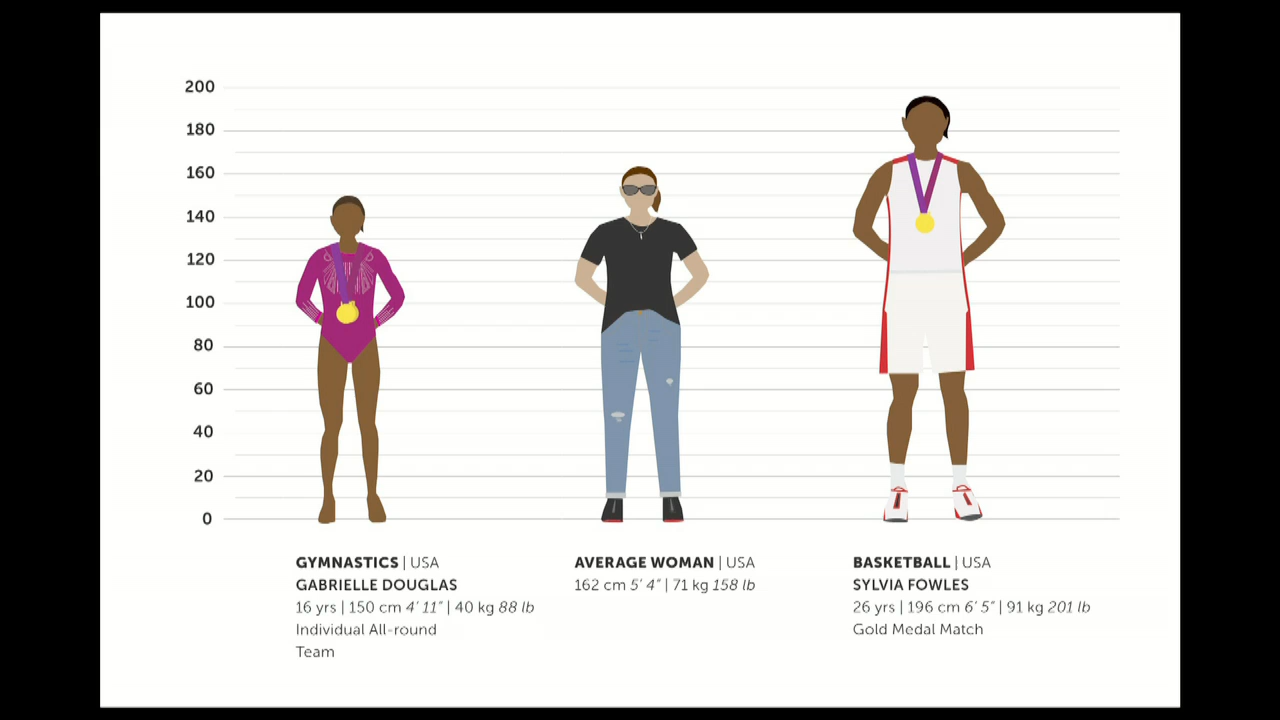 200
180
160
140
120
100
80
60
40
20
0
GYMNASTICS | USA
GABRIELLE DOUGLAS
16 yrs | 150 cm 4' 11" | 40 kg 88 lb
Individual All-round
Team
AVERAGE WOMAN | USA
162 cm 5' 4" | 71 kg 158 lb
BASKETBALL | USA
SYLVIA FOWLES
26 yrs | 196 cm 6' 5" | 91 kg 201 lb
Gold Medal Match